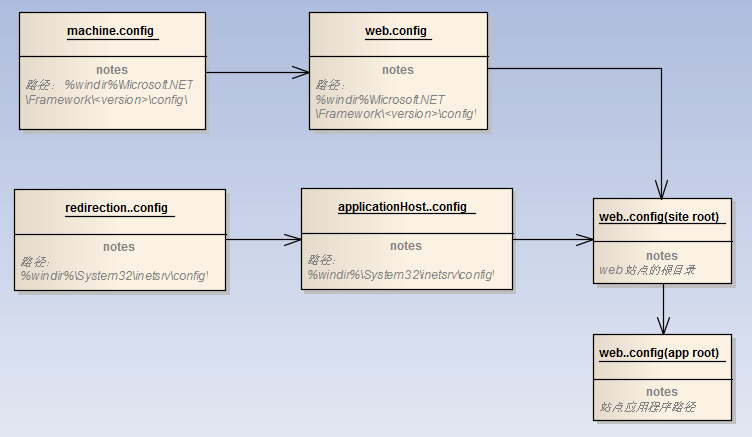 machine.config
notes
路径： %windir%\Microsoft.NET
\Framework\<version>\config\
web.config
notes
路径：
%windir%\Microsoft.NET
\Framework\<version>\config\
redirection..config
notes
路径：
%windir%\System32\inetsrv\config\
applicationHost..config
notes
路径：
%windir%\System32\inetsrv\config\
web..config(site root)
notes
web站点的根目录
web..config(app root)
notes
站点应用程序路径